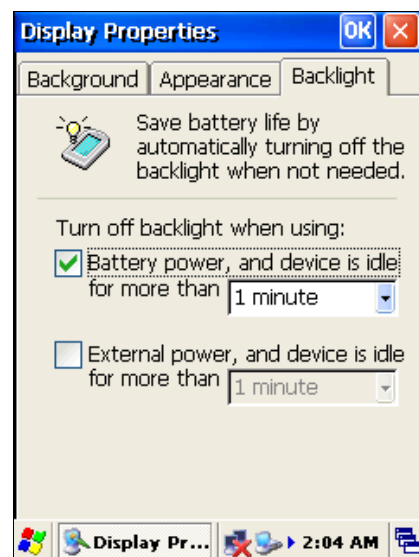 Display Properties OK
Background Appearance Backlight
Save battery life by
automatically turning off the
backlight when not needed.
Turn off backlight when using:
Battery power, and device is idle
for more than 1 minute
External power, and device is idle
for more than 1 minute
Display Pr... 2:04 AM